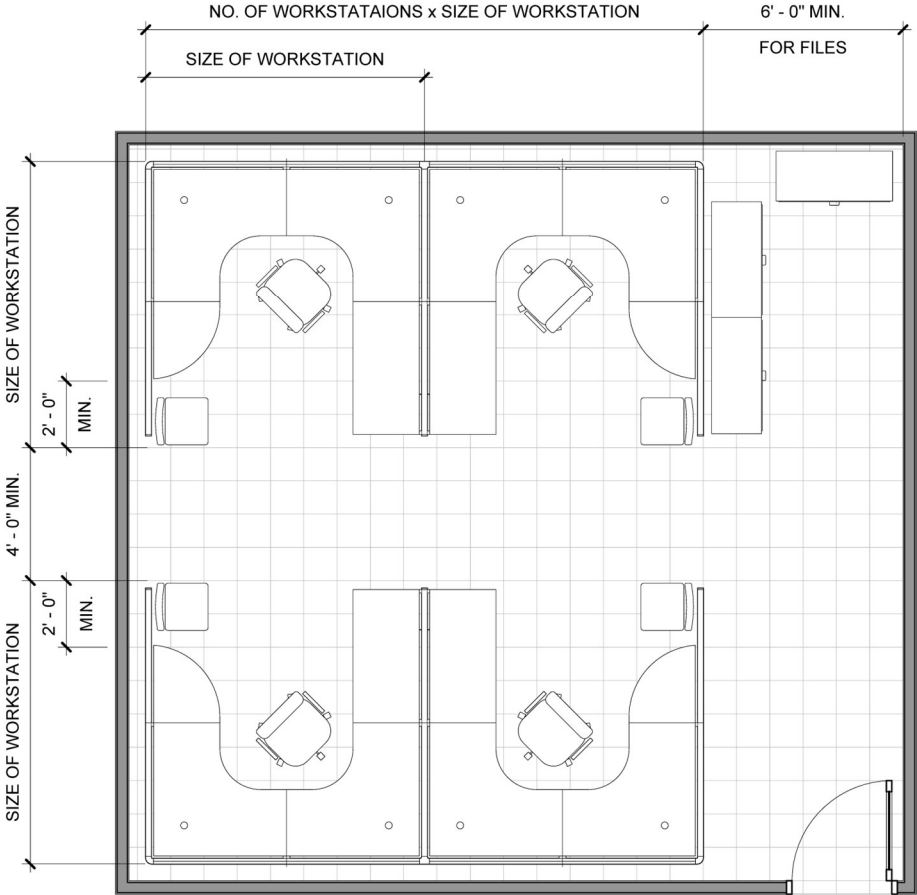 NO. OF WORKSTATAIONS x SIZE OF WORKSTATION
6' - 0" MIN.
FOR FILES
SIZE OF WORKSTATION
SIZE OF WORKSTATION
2' - 0"
MIN.
4' - 0" MIN.
2' - 0"
MIN.
SIZE OF WORKSTATION